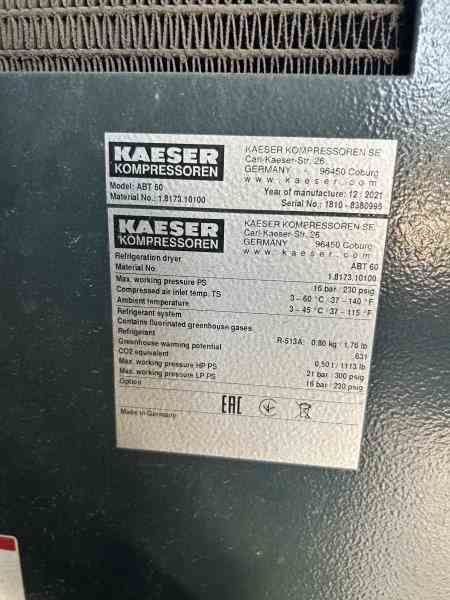 KAESER
KOMPRESSOREN
KAESER KOMPRESSOREN SE
Carl-Kaeser-Str. 26
GERMANY - 96450 Coburg
www.kaeser.com
Model: ABT 60
Year of manufacture: 12 / 2021
Material No.: 1.8173.10100
Serial No.: 1810 - 8380995
KAESER
KOMPRESSOREN
KAESER KOMPRESSOREN SE
Carl-Kaeser-Str. 26
GERMANY 96450 Coburg
www.kaeser.com
Refrigeration dryer ABT 60
Material No. 1.8173.10100
Max. working pressure PS 16 bar / 230 psig
Compressed air inlet temp. TS 3 – 60 °C / 37 – 140 °F
Ambient temperature 3 – 45 °C / 37 – 115 °F
Refrigerant system
Contains fluorinated greenhouse gases
Refrigerant R-513A: 0.80 kg / 1.76 lb
Greenhouse warming potential 631
CO2 equivalent 0.50 t / 1113 lb
Max. working pressure HP PS 21 bar / 300 psig
Max. working pressure LP PS 16 bar / 230 psig
Option
EAC
Made in Germany